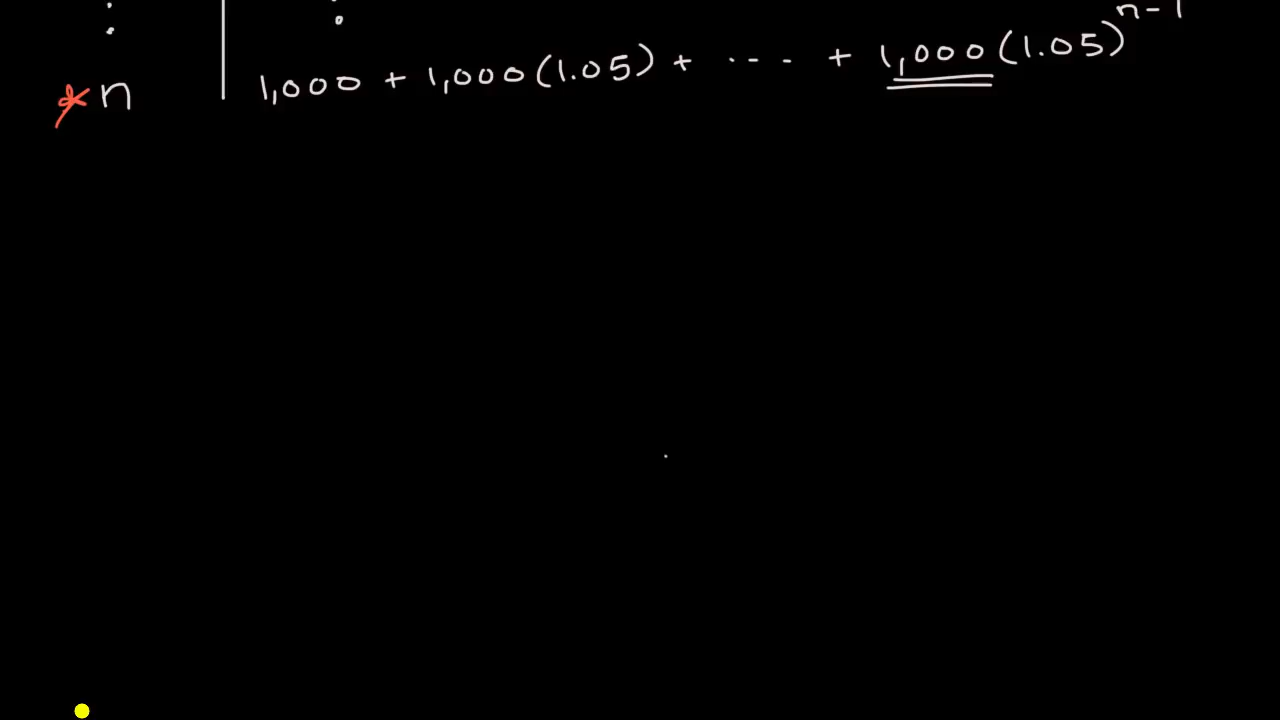 n | 1,000 + 1,000(1.05) + ---- + 1,000(1.05)^n-1